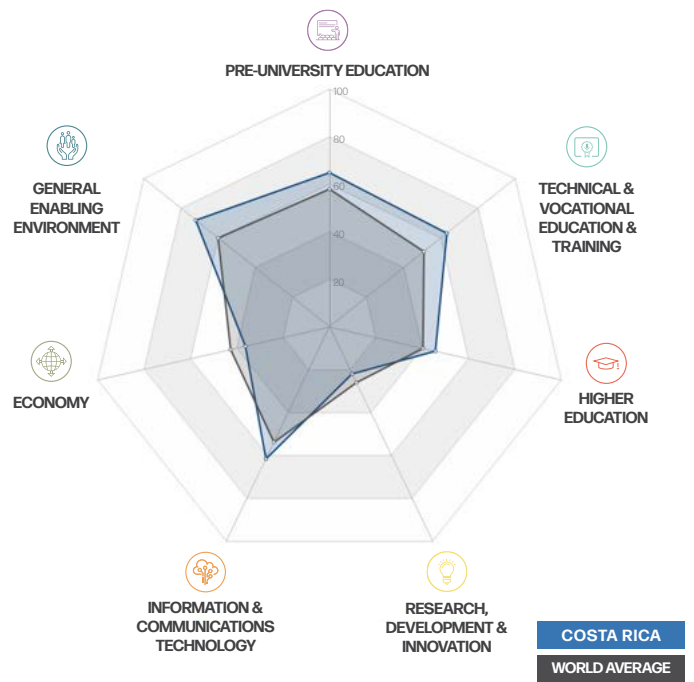 PRE-UNIVERSITY EDUCATION
100
80
60
40
20
TECHNICAL &
VOCATIONAL
EDUCATION &
TRAINING
HIGHER
EDUCATION
RESEARCH,
DEVELOPMENT &
INNOVATION
INFORMATION &
COMMUNICATIONS
TECHNOLOGY
ECONOMY
GENERAL
ENABLING
ENVIRONMENT
COSTA RICA
WORLD AVERAGE